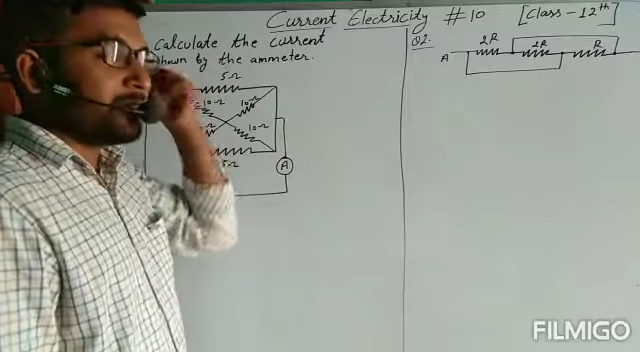 Current Electricity #10 [Class-12th]
Calculate the current
shown by the ammeter.
5Ω
10Ω
10Ω
10Ω
5Ω
A
Q2.
A
2R
2R
R
FILMIGO